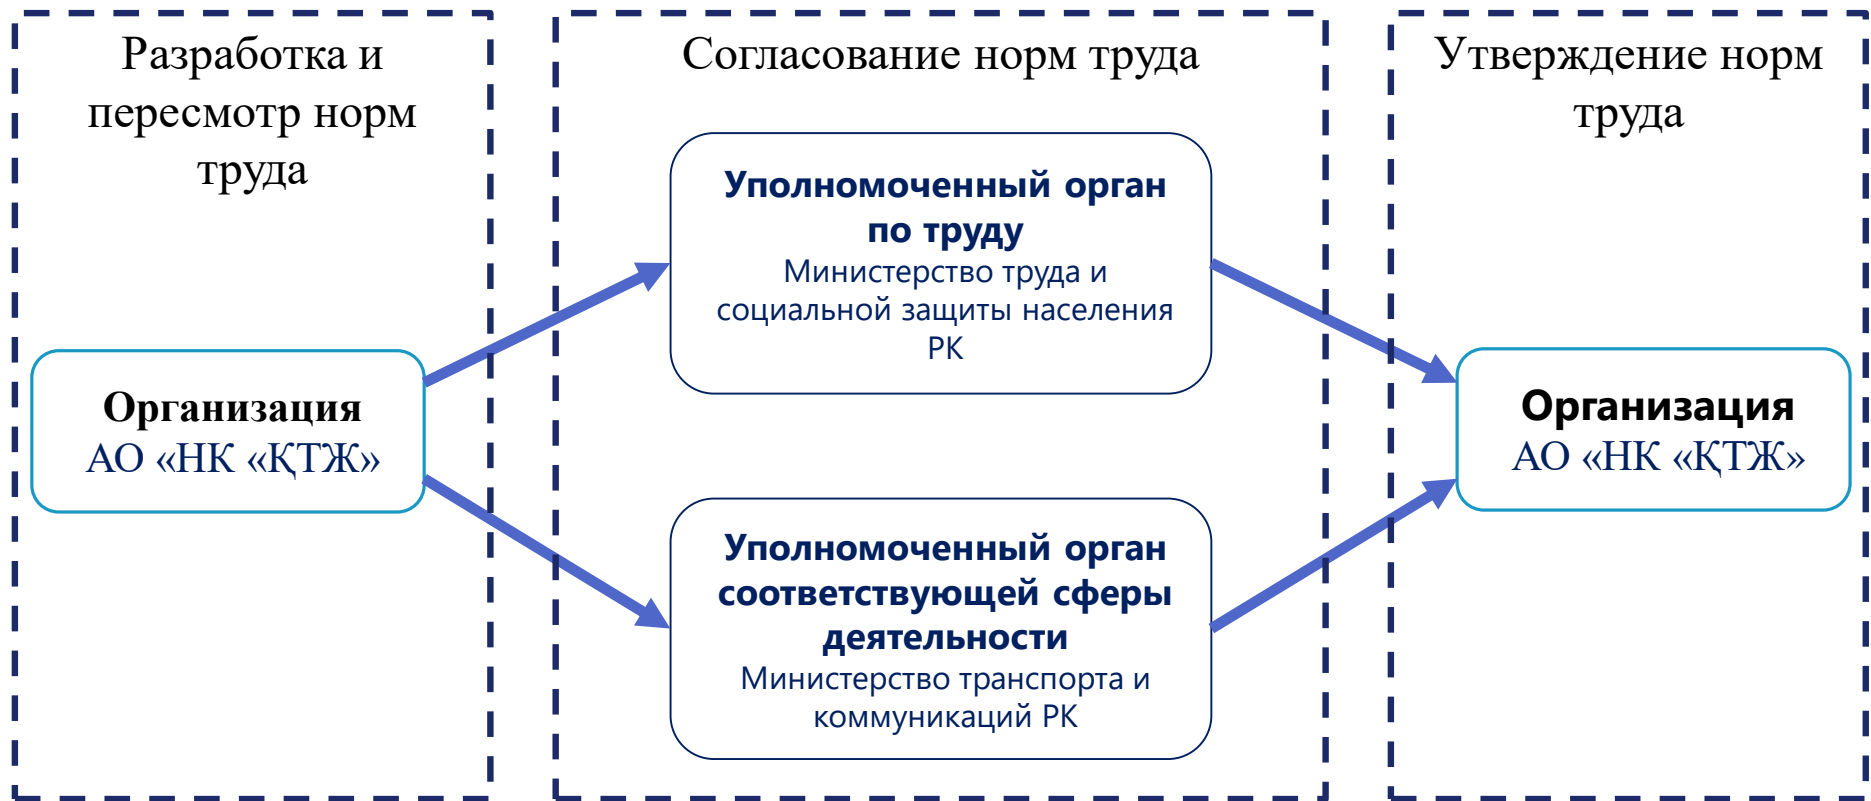 Разработка и
пересмотр норм
труда
Организация
АО «НК «ҚТЖ»
Согласование норм труда
Уполномоченный орган
по труду
Министерство труда и
социальной защиты населения
РК
Уполномоченный орган
соответствующей сферы
деятельности
Министерство транспорта и
коммуникаций РК
Утверждение норм
труда
Организация
АО «НК «ҚТЖ»